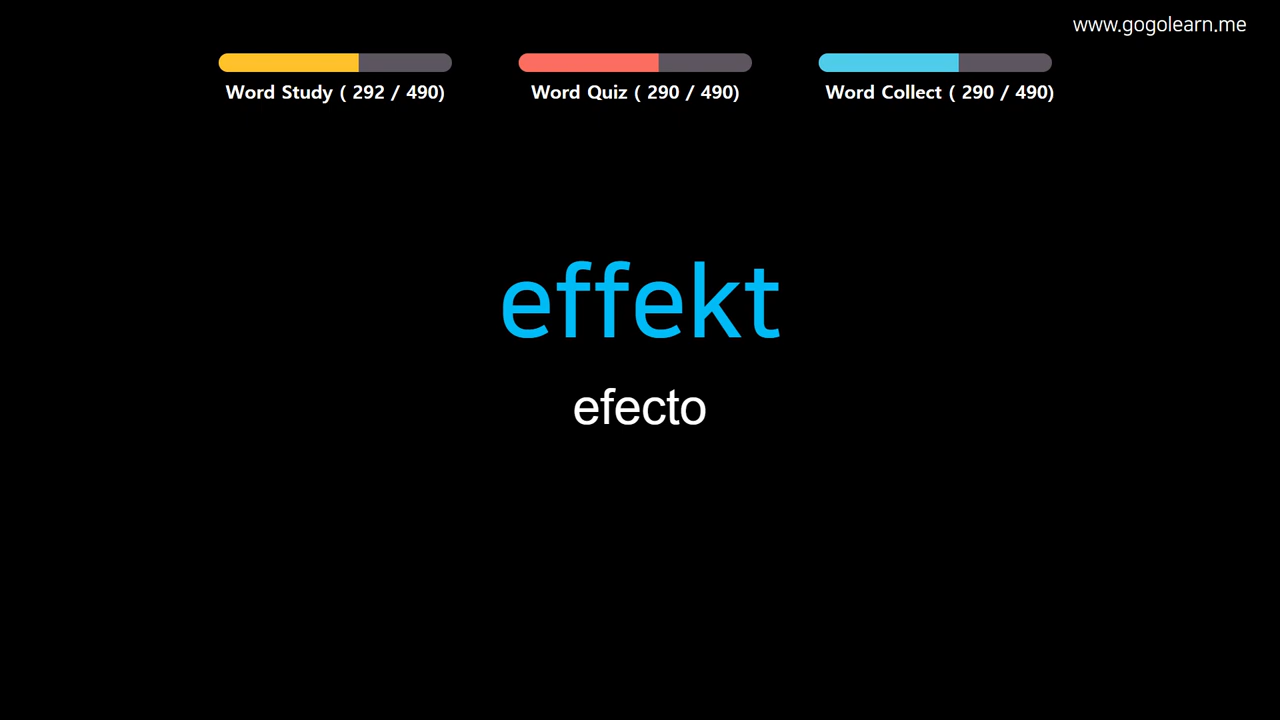 www.gogolearn.me
Word Study ( 292 / 490)
Word Quiz ( 290 / 490)
Word Collect ( 290 / 490)
effekt
efecto